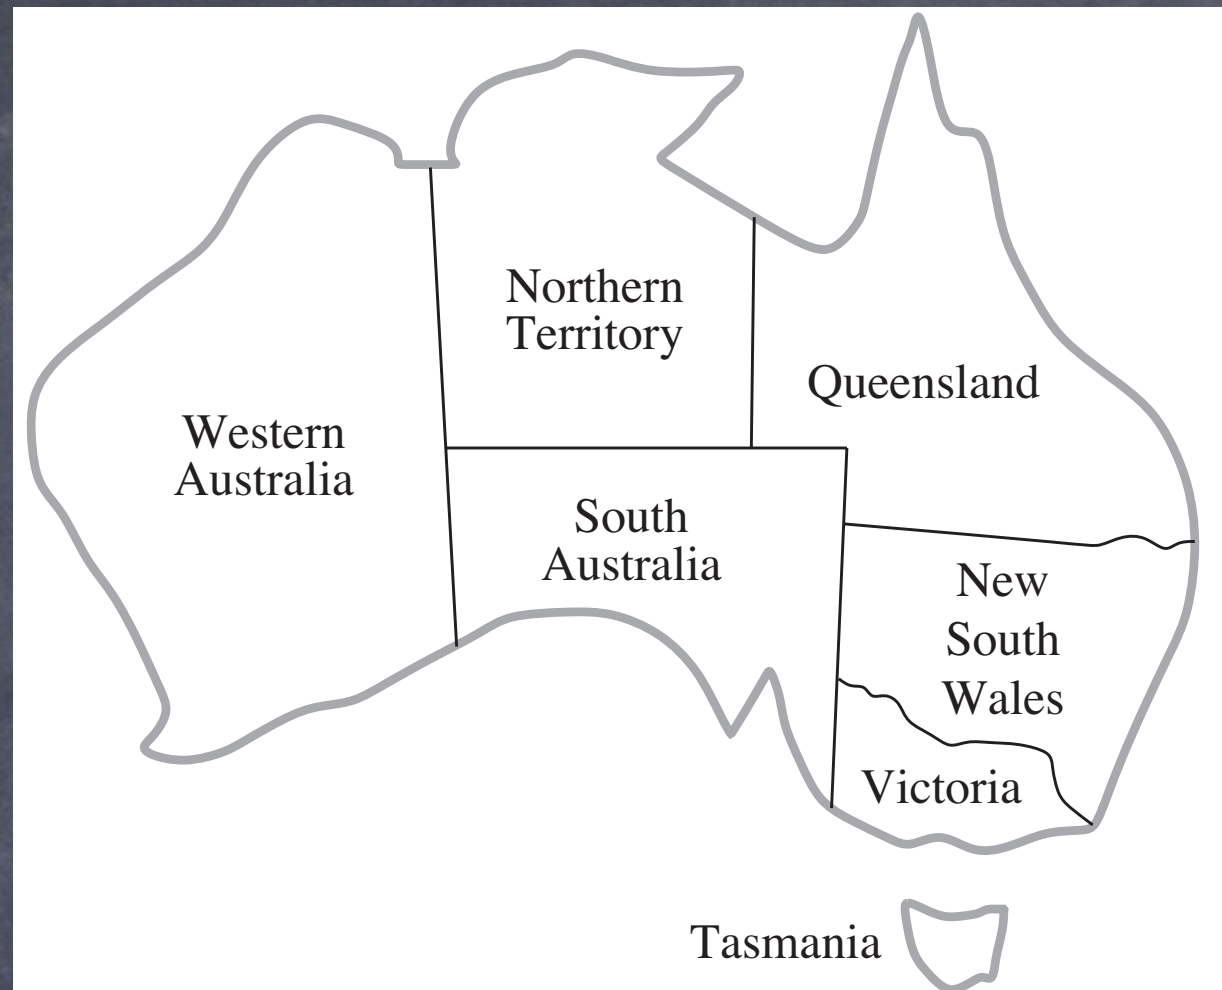 Northern
Territory
Queensland
Western
Australia
South
Australia
New
South
Wales
Victoria
Tasmania